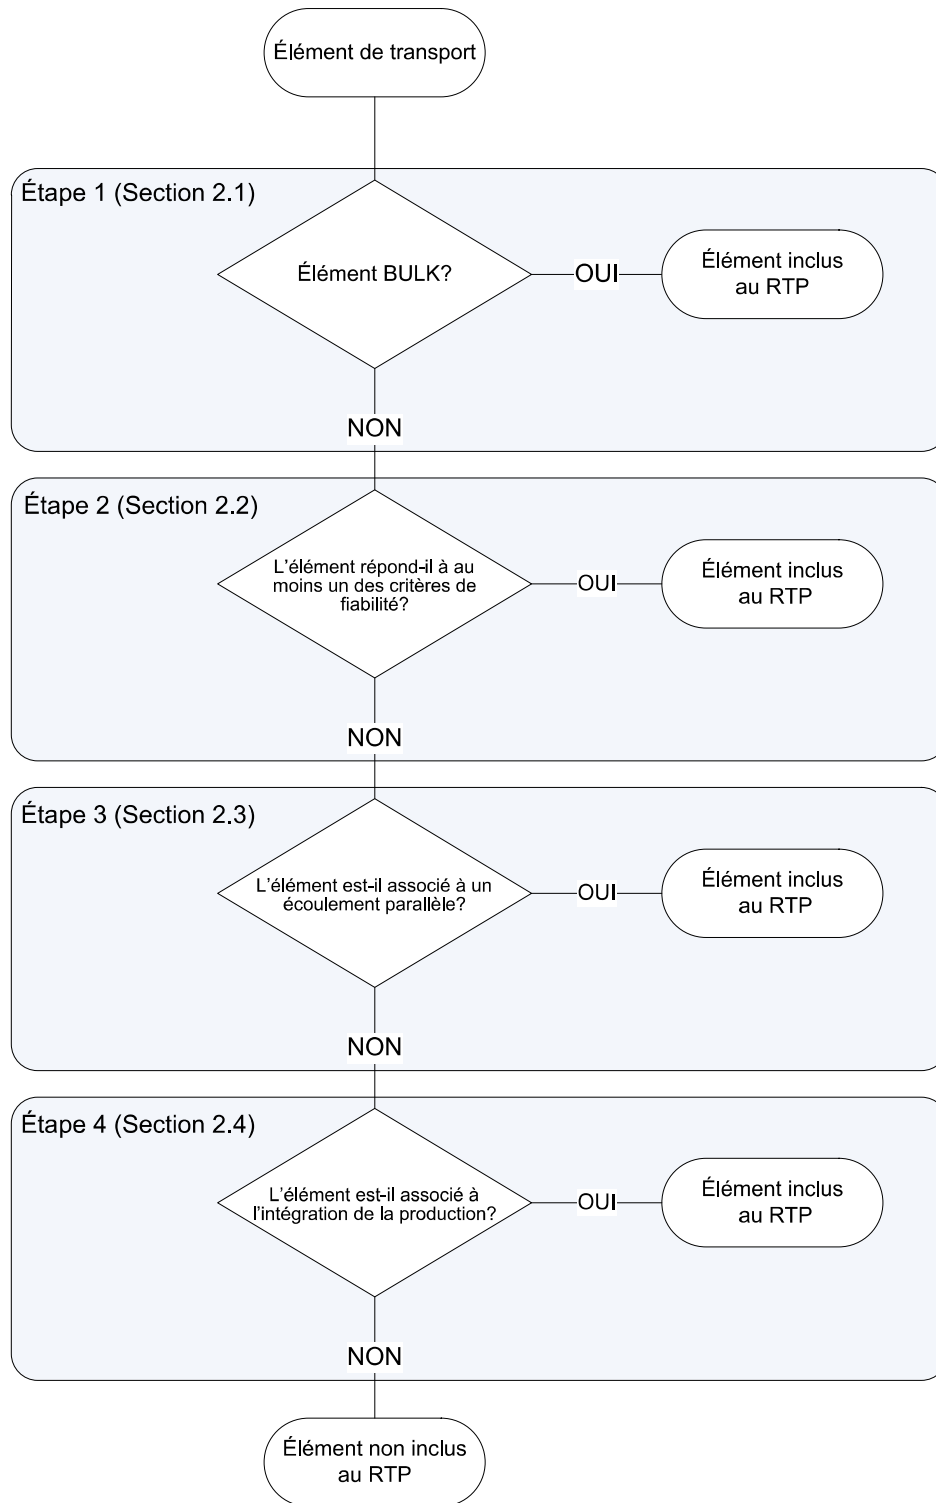 Élément de transport
Étape 1 (Section 2.1)
Élément BULK?
OUI
Élément inclus
au RTP
NON
Étape 2 (Section 2.2)
L'élément répond-il à au
moins un des critères de
fiabilité?
OUI
Élément inclus
au RTP
NON
Étape 3 (Section 2.3)
L'élément est-il associé à un
écoulement parallèle?
OUI
Élément inclus
au RTP
NON
Étape 4 (Section 2.4)
L'élément est-il associé à
l'intégration de la production?
OUI
Élément inclus
au RTP
NON
Élément non inclus
au RTP